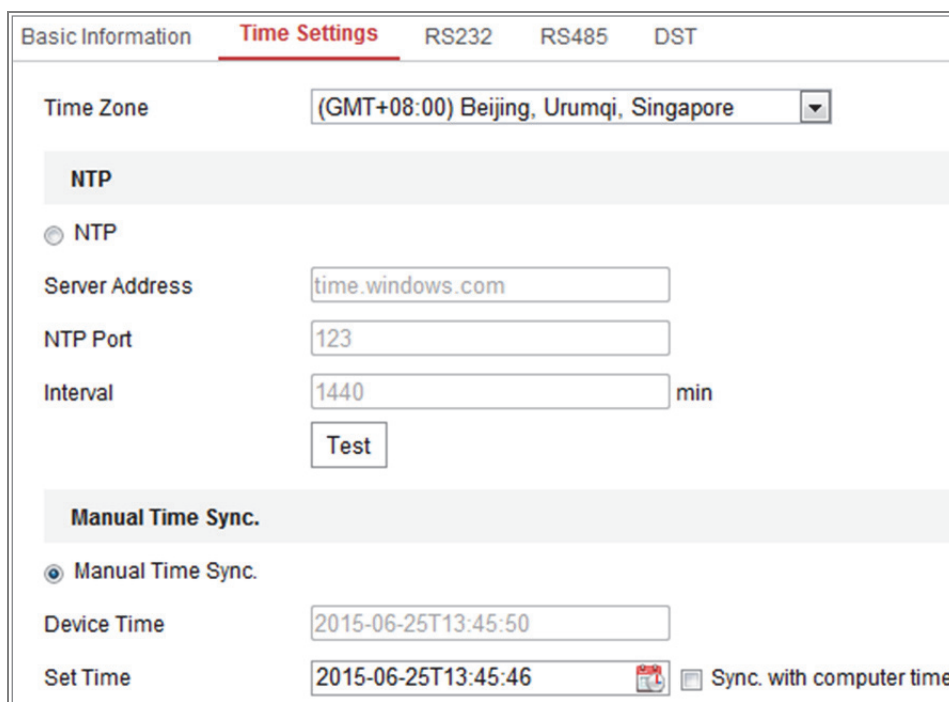 Basic Information Time Settings RS232 RS485 DST
Time Zone (GMT+08:00) Beijing, Urumqi, Singapore
NTP
NTP
Server Address time.windows.com
NTP Port 123
Interval 1440 min
Test
Manual Time Sync.
Manual Time Sync.
Device Time 2015-06-25T13:45:50
Set Time 2015-06-25T13:45:46 Sync. with computer time